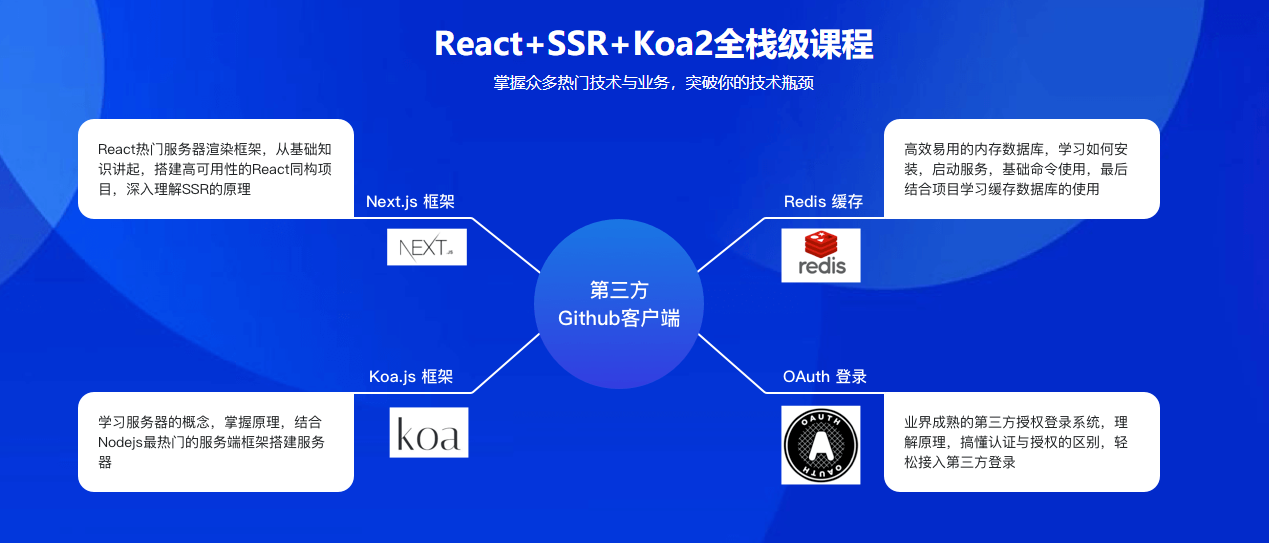 React+SSR+Koa2全栈级课程
掌握众多热门技术与业务，突破你的技术瓶颈
React热门服务器渲染框架，从基础知
识讲起，搭建高可用性的React同构项
目，深入理解SSR的原理
Next.js 框架
NEXT.JS
Redis 缓存
redis
高效易用的内存数据库，学习如何安
装，启动服务，基础命令使用，最后
结合项目学习缓存数据库的使用
第三方
Github客户端
Koa.js 框架
koa
学习服务器的概念，掌握原理，结合
Nodejs最热门的服务端框架搭建服务
器
OAuth 登录
OAUTH
A
OAUTH
业界成熟的第三方授权登录系统，理
解原理，搞懂认证与授权的区别，轻
松接入第三方登录